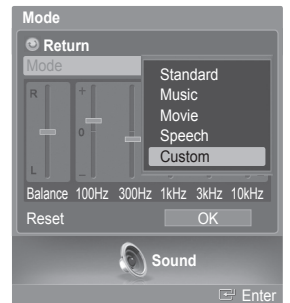 Mode
Return
Mode
Standard
Music
Movie
Speech
Custom
R
+
0
L
−
Balance 100Hz 300Hz 1kHz 3kHz 10kHz
Reset OK
Sound
Enter